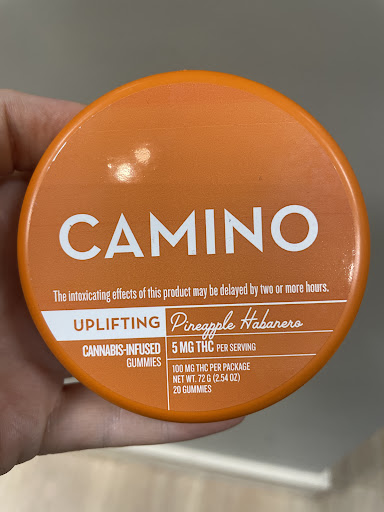 CAMINO
The intoxicating effects of this product may be delayed by two or more hours.
UPLIFTING
Pineapple Habanero
CANNABIS-INFUSED
GUMMIES
5 MG THC PER SERVING
100 MG THC PER PACKAGE
NET WT. 72 G (2.54 OZ)
20 GUMMIES